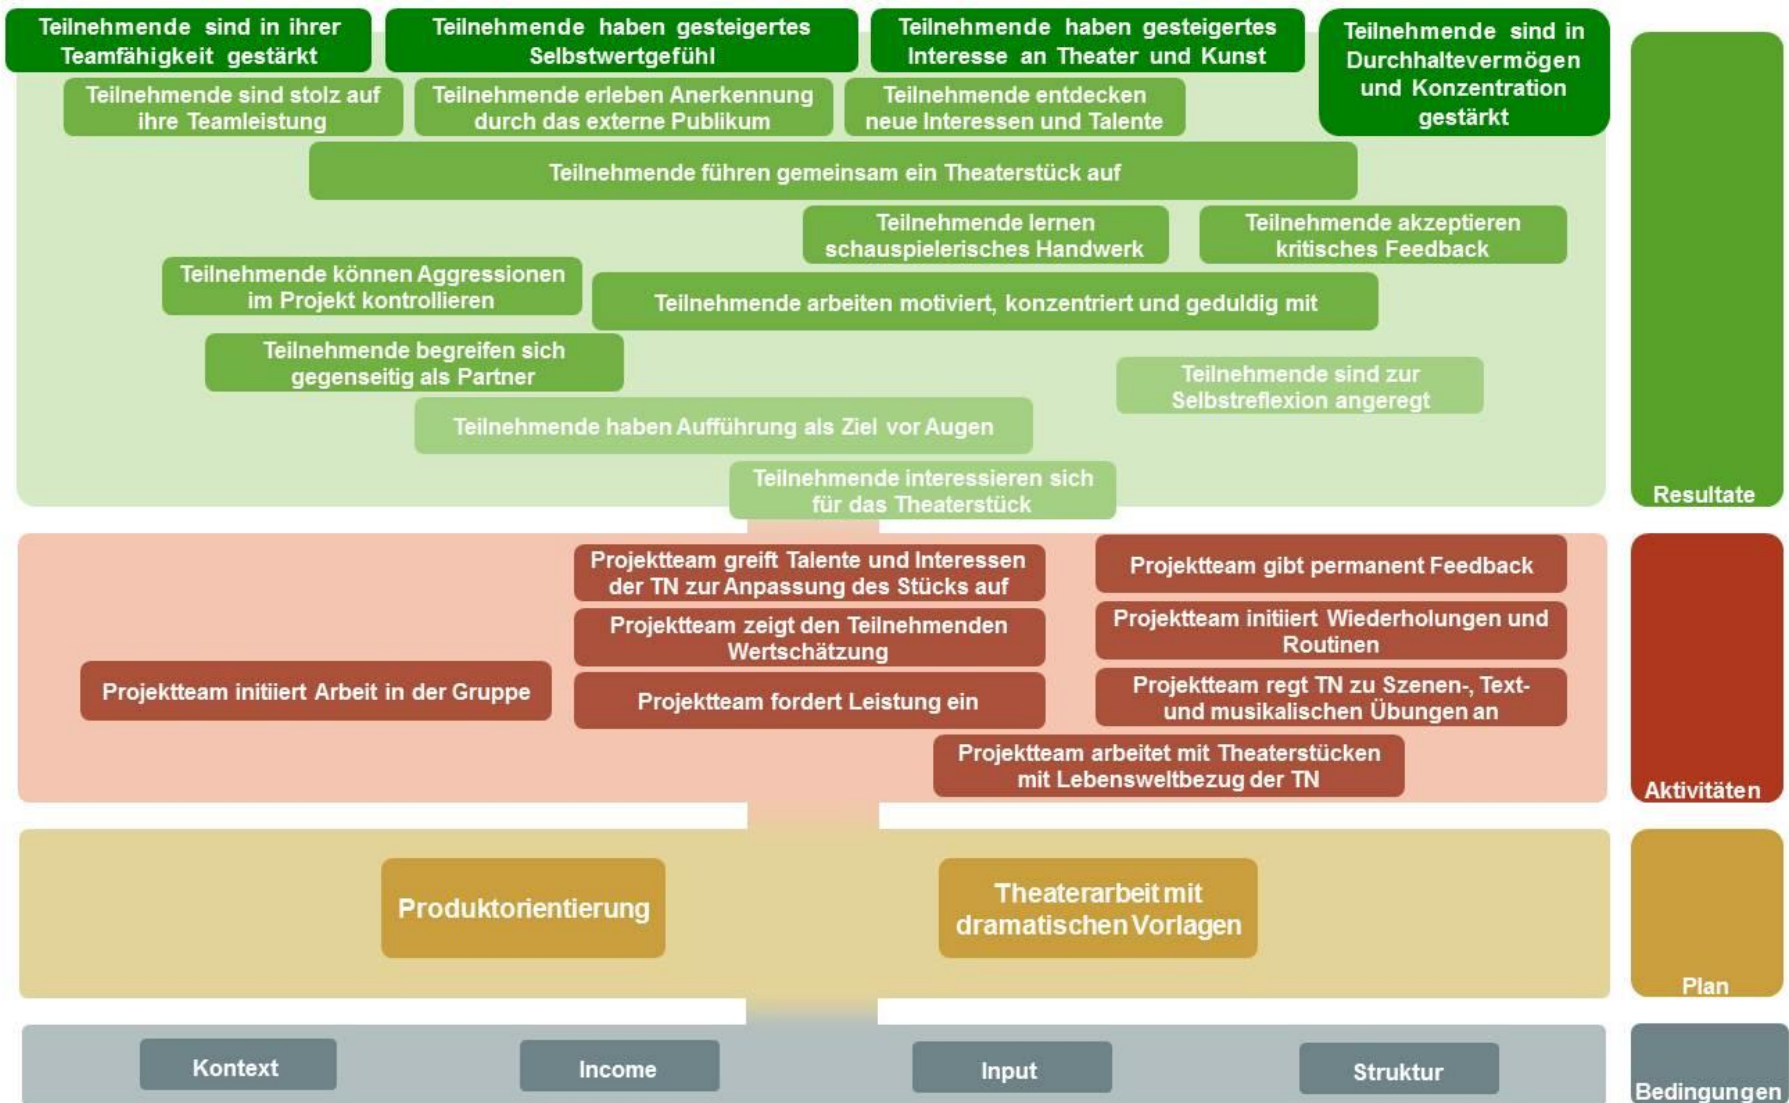 Teilnehmende sind in ihrer
Teamfähigkeit gestärkt
Teilnehmende haben gesteigertes
Selbstwertgefühl
Teilnehmende haben gesteigertes
Interesse an Theater und Kunst
Teilnehmende sind in
Durchhaltevermögen
und Konzentration
gestärkt
Teilnehmende sind stolz auf
ihre Teamleistung
Teilnehmende erleben Anerkennung
durch das externe Publikum
Teilnehmende entdecken
neue Interessen und Talente
Teilnehmende führen gemeinsam ein Theaterstück auf
Teilnehmende lernen
schauspielerisches Handwerk
Teilnehmende akzeptieren
kritisches Feedback
Teilnehmende können Aggressionen
im Projekt kontrollieren
Teilnehmende arbeiten motiviert, konzentriert und geduldig mit
Teilnehmende begreifen sich
gegenseitig als Partner
Teilnehmende sind zur
Selbstreflexion angeregt
Teilnehmende haben Aufführung als Ziel vor Augen
Teilnehmende interessieren sich
für das Theaterstück
Resultate
Projektteam greift Talente und Interessen
der TN zur Anpassung des Stücks auf
Projektteam gibt permanent Feedback
Projektteam zeigt den Teilnehmenden
Wertschätzung
Projektteam initiiert Wiederholungen und
Routinen
Projektteam initiiert Arbeit in der Gruppe
Projektteam fordert Leistung ein
Projektteam regt TN zu Szenen-, Text-
und musikalischen Übungen an
Projektteam arbeitet mit Theaterstücken
mit Lebensweltbezug der TN
Aktivitäten
Produktorientierung
Theaterarbeit mit
dramatischen Vorlagen
Plan
Kontext
Income
Input
Struktur
Bedingungen